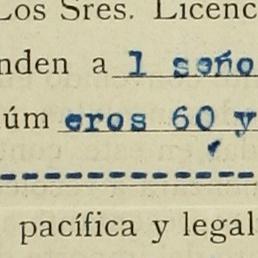 Los Sres. Licenc
nden a 1 seño
úm eros 60 y
pacífica y legal